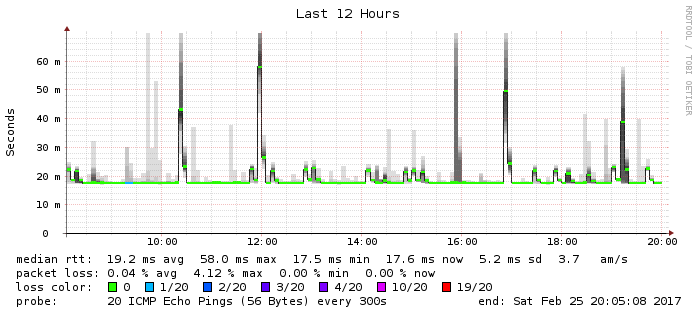 Last 12 Hours
RRDTOOL / TOBI OETIKER
Seconds
60 m
50 m
40 m
30 m
20 m
10 m
0
10:00 12:00 14:00 16:00 18:00 20:00
median rtt: 19.2 ms avg 58.0 ms max 17.5 ms min 17.6 ms now 5.2 ms sd 3.7 am/s
packet loss: 0.04 % avg 4.12 % max 0.00 % min 0.00 % now
loss color: 0 1/20 2/20 3/20 4/20 10/20 19/20
probe: 20 ICMP Echo Pings (56 Bytes) every 300s end: Sat Feb 25 20:05:08 2017